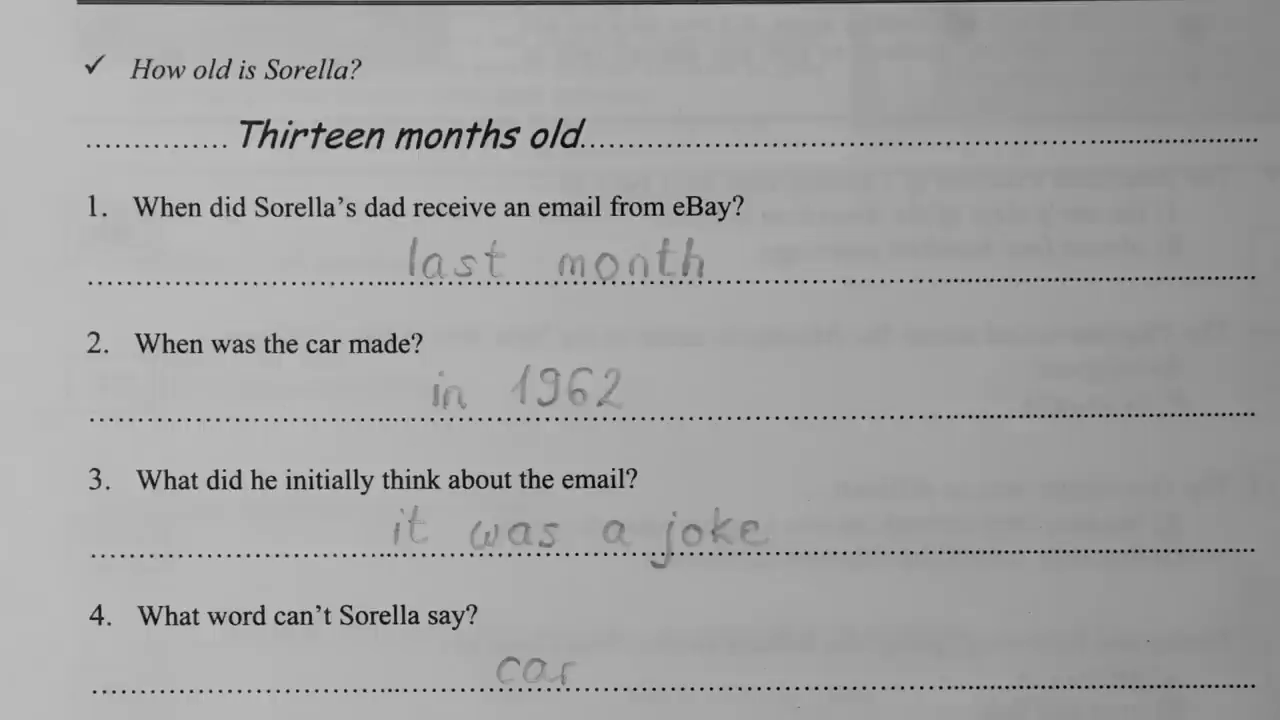 ✓ How old is Sorella?
............... Thirteen months old...............
1. When did Sorella's dad receive an email from eBay?
last month
2. When was the car made?
in 1962
3. What did he initially think about the email?
it was a joke
4. What word can't Sorella say?
car